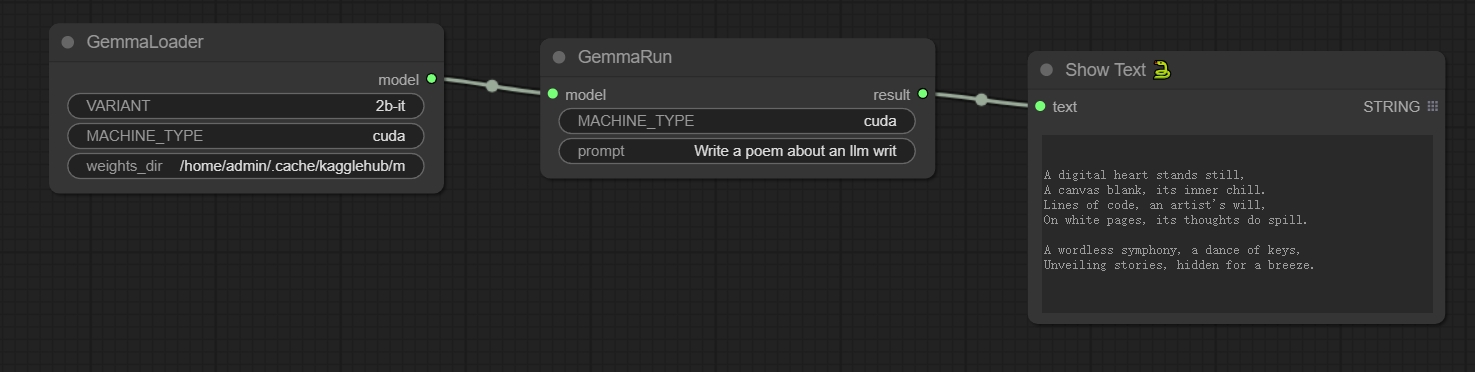 GemmaLoader
model
VARIANT 2b-it
MACHINE_TYPE cuda
weights_dir /home/admin/.cache/kagglehub/m
GemmaRun
model result
MACHINE_TYPE cuda
prompt Write a poem about an llm writ
Show Text 🐍
text STRING
A digital heart stands still,
A canvas blank, its inner chill.
Lines of code, an artist's will,
On white pages, its thoughts do spill.
A wordless symphony, a dance of keys,
Unveiling stories, hidden for a breeze.